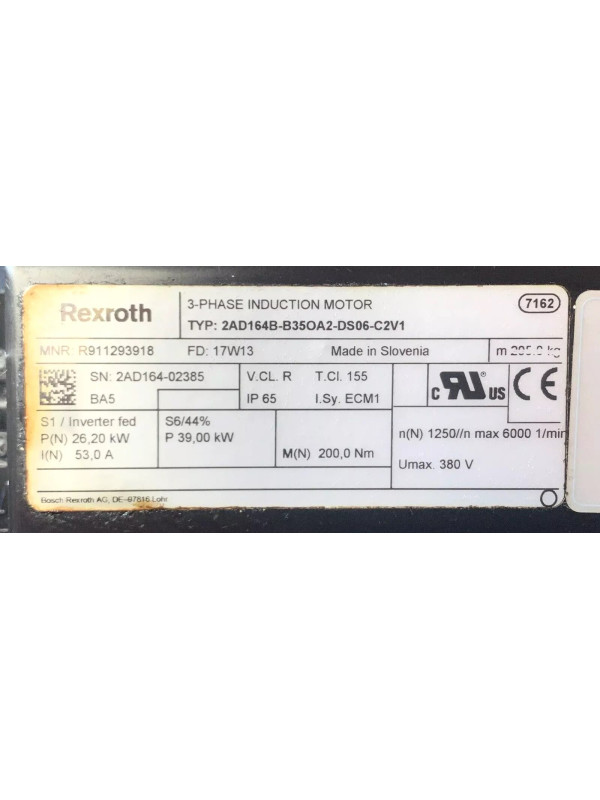 Rexroth
3-PHASE INDUCTION MOTOR
7162
TYP: 2AD164B-B35OA2-DS06-C2V1
MNR: R911293918 FD: 17W13 Made in Slovenia m kg
SN: 2AD164-02385 V.CL. R T.Cl. 155
BA5 IP 65 I.Sy. ECM1
c US CE
S1 / Inverter fed S6/44%
P(N) 26,20 kW P 39,00 kW
I(N) 53,0 A M(N) 200,0 Nm
n(N) 1250//n max 6000 1/min
Umax. 380 V
Bosch Rexroth AG, DE-97816 Lohr